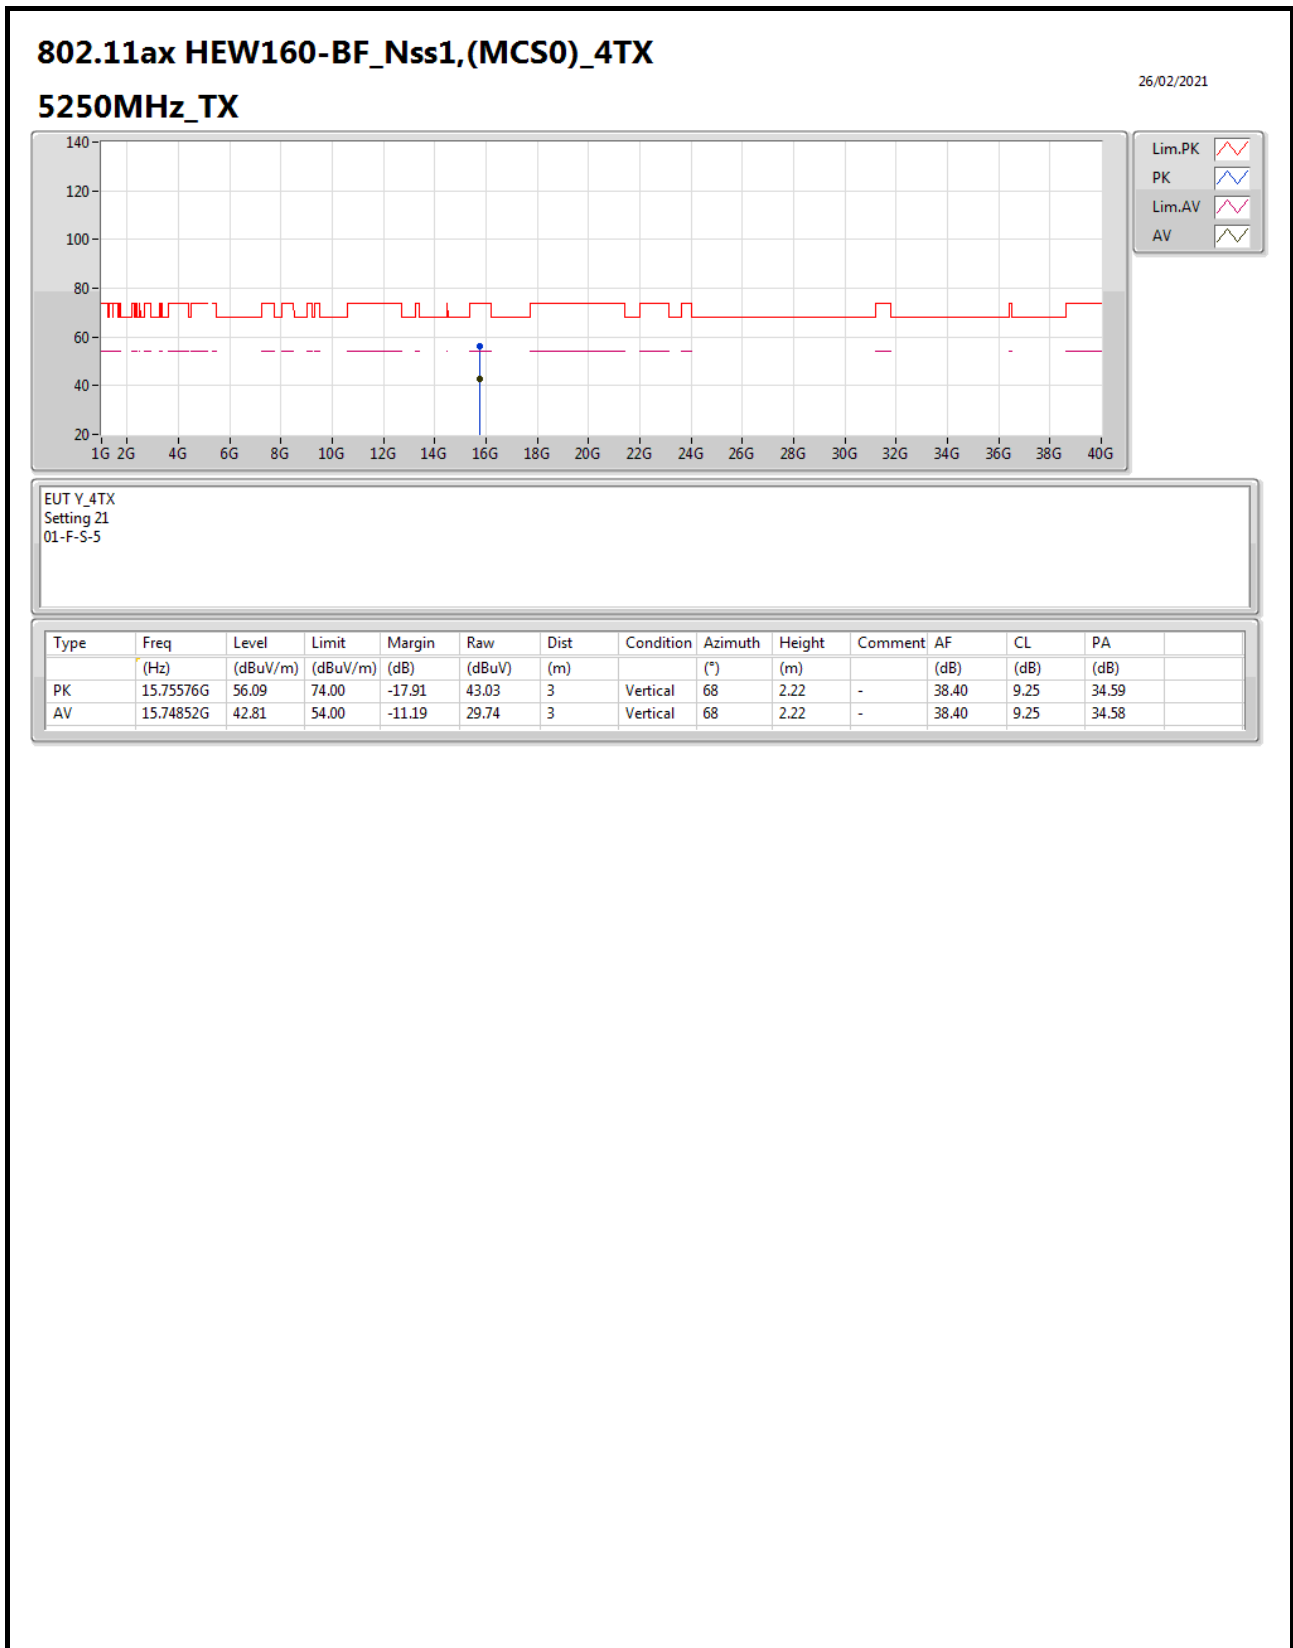 802.11ax HEW160-BF_Nss1,(MCS0)_4TX
26/02/2021
5250MHz_TX
140
120
100
80
60
40
20
1G 2G 4G 6G 8G 10G 12G 14G 16G 18G 20G 22G 24G 26G 28G 30G 32G 34G 36G 38G 40G
Lim.PK
PK
Lim.AV
AV
EUT Y_4TX
Setting 21
01-F-S-5
Type Freq Level Limit Margin Raw Dist Condition Azimuth Height Comment AF CL PA
(Hz) (dBuV/m) (dBuV/m) (dB) (dBuV) (m) (°) (m) (dB) (dB) (dB)
PK 15.75576G 56.09 74.00 -17.91 43.03 3 Vertical 68 2.22 - 38.40 9.25 34.59
AV 15.74852G 42.81 54.00 -11.19 29.74 3 Vertical 68 2.22 - 38.40 9.25 34.58